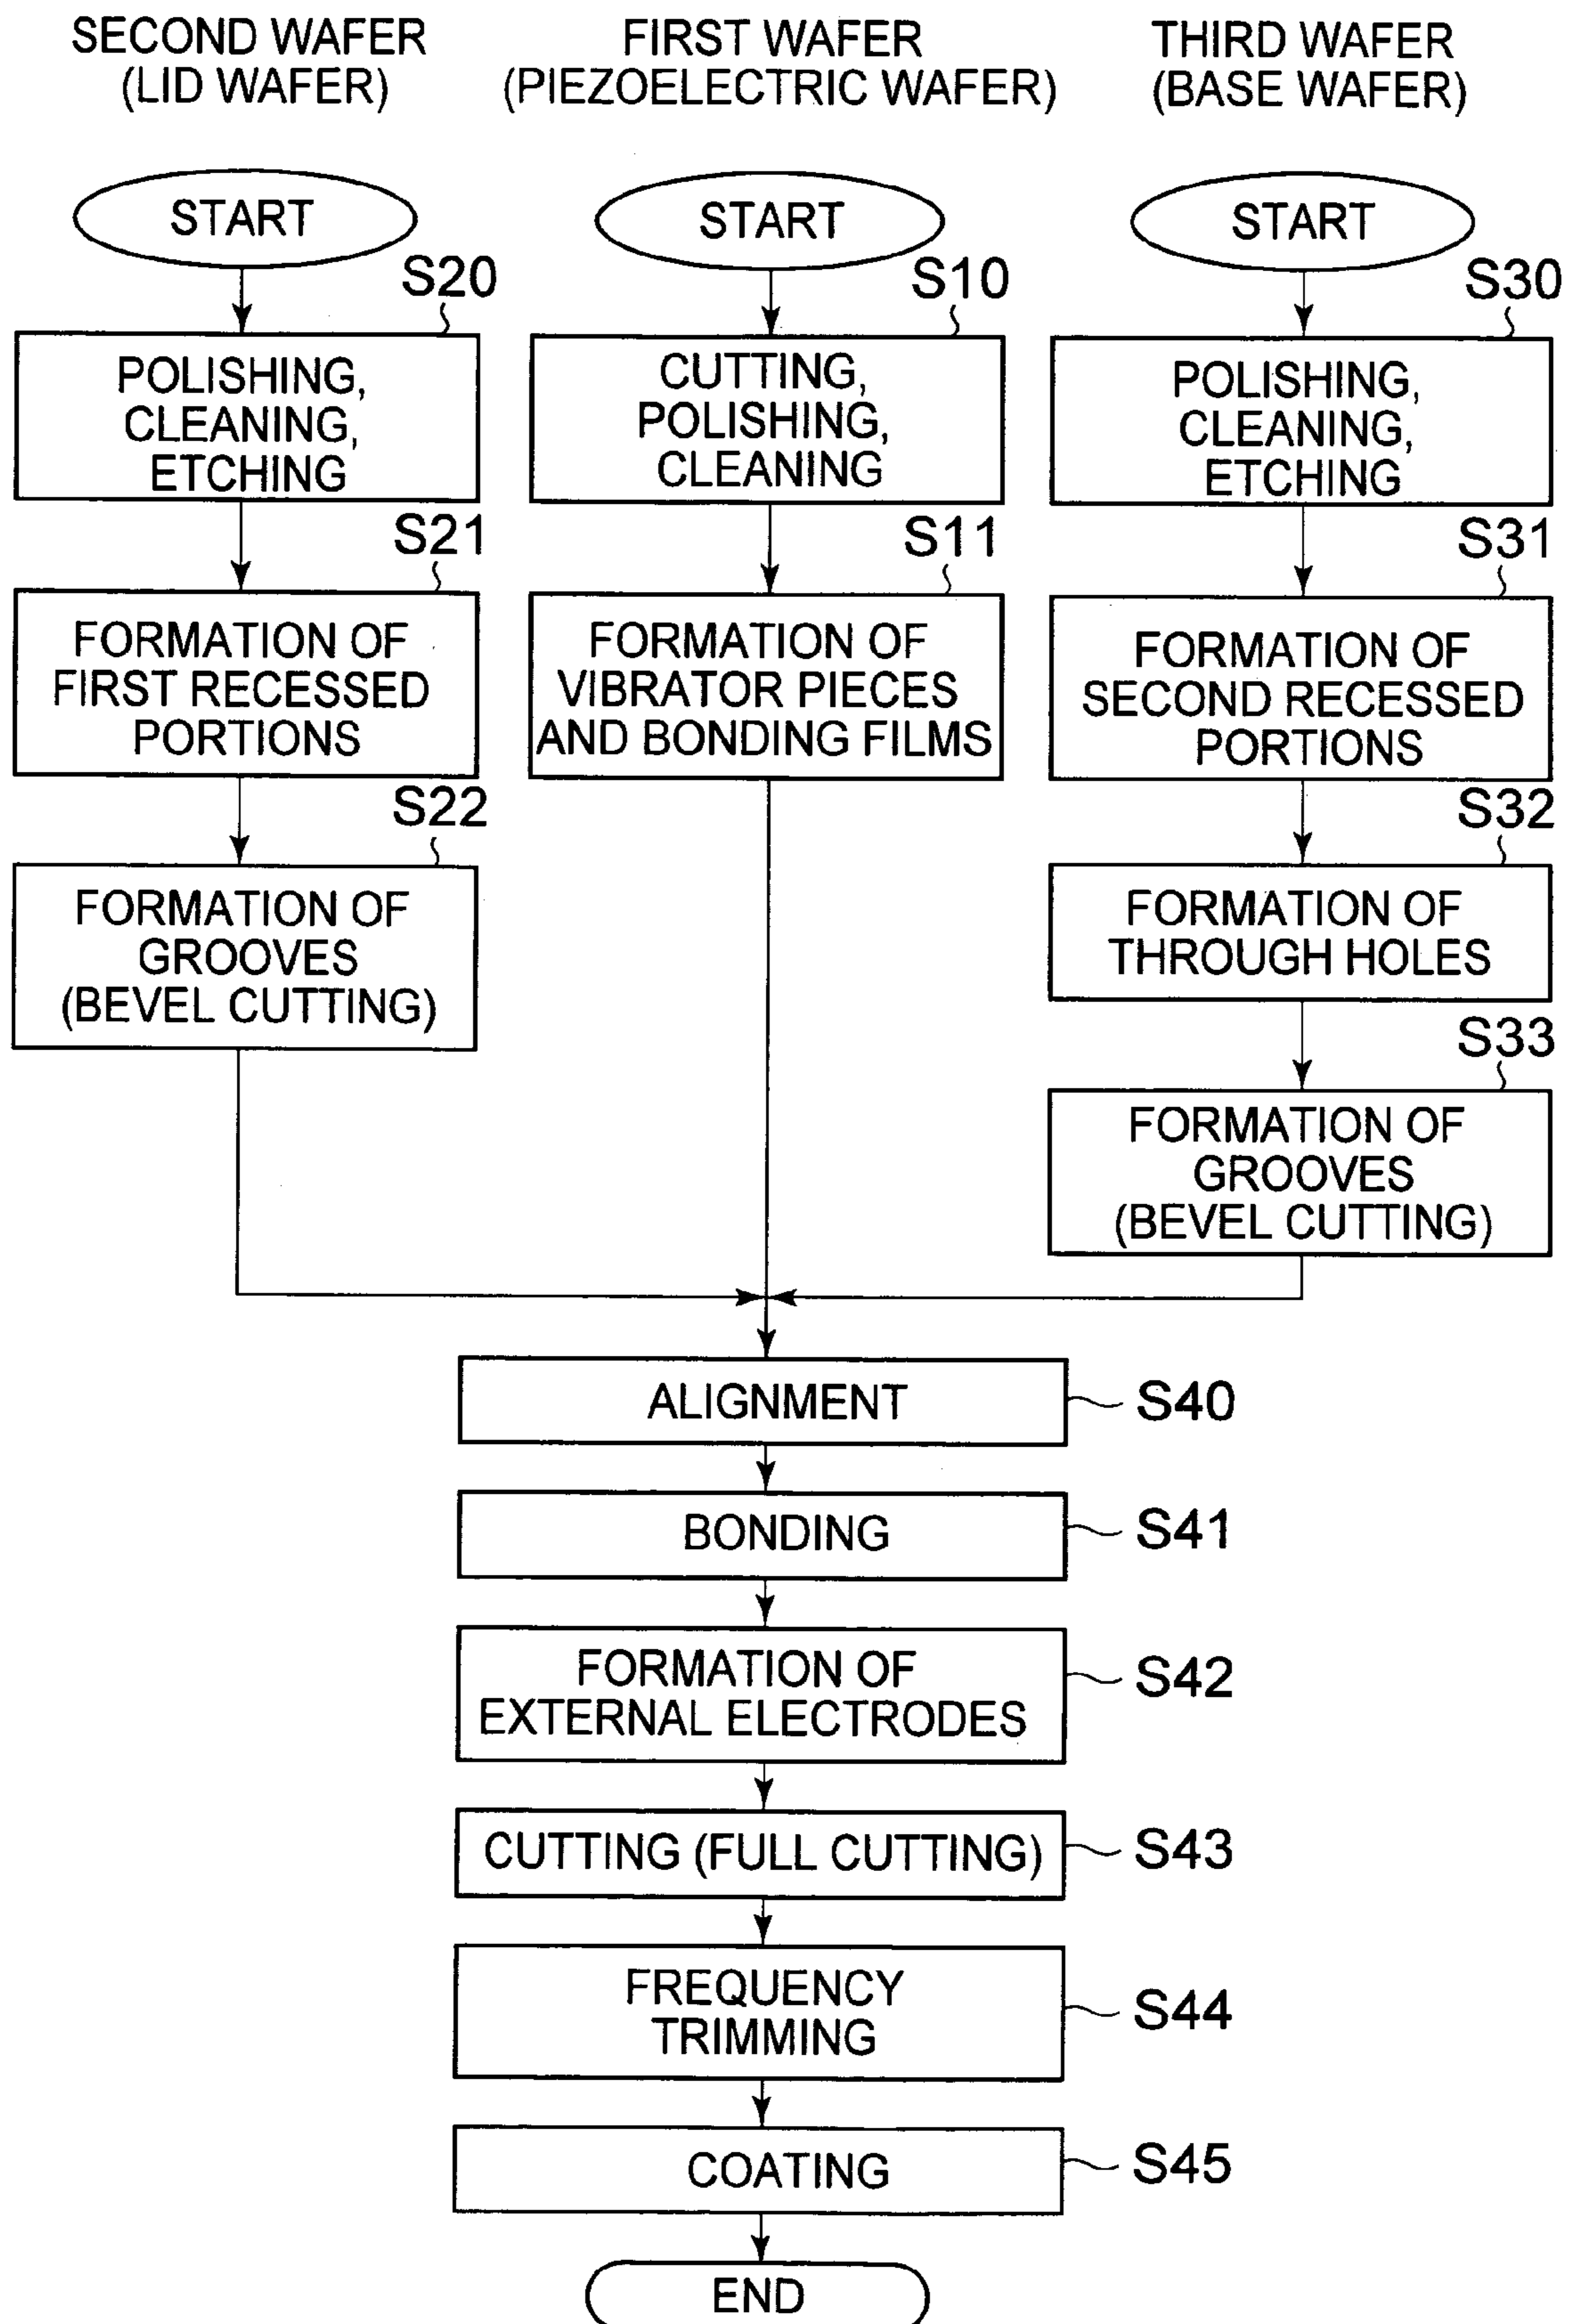 SECOND WAFER
(LID WAFER)
FIRST WAFER
(PIEZOELECTRIC WAFER)
THIRD WAFER
(BASE WAFER)
START
START
START
S20
POLISHING,
CLEANING,
ETCHING
S10
CUTTING,
POLISHING,
CLEANING
S30
POLISHING,
CLEANING,
ETCHING
S21
FORMATION OF
FIRST RECESSED
PORTIONS
S11
FORMATION OF
VIBRATOR PIECES
AND BONDING FILMS
S31
FORMATION OF
SECOND RECESSED
PORTIONS
S22
FORMATION OF
GROOVES
(BEVEL CUTTING)
S32
FORMATION OF
THROUGH HOLES
S33
FORMATION OF
GROOVES
(BEVEL CUTTING)
ALIGNMENT
S40
BONDING
S41
FORMATION OF
EXTERNAL ELECTRODES
S42
CUTTING (FULL CUTTING)
S43
FREQUENCY
TRIMMING
S44
COATING
S45
END